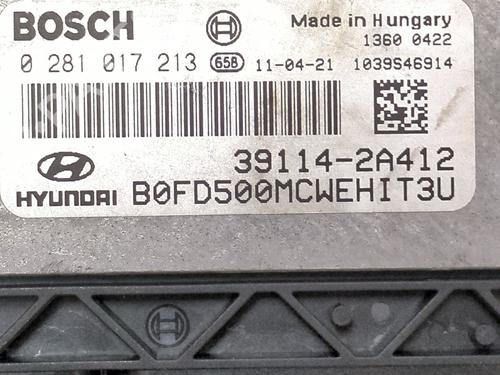 BOSCH
Made in Hungary
1360 0422
0 281 017 213 658 11-04-21 1039S46914
39114-2A412
HYUNDAI B0FD500MCWEHIT3U